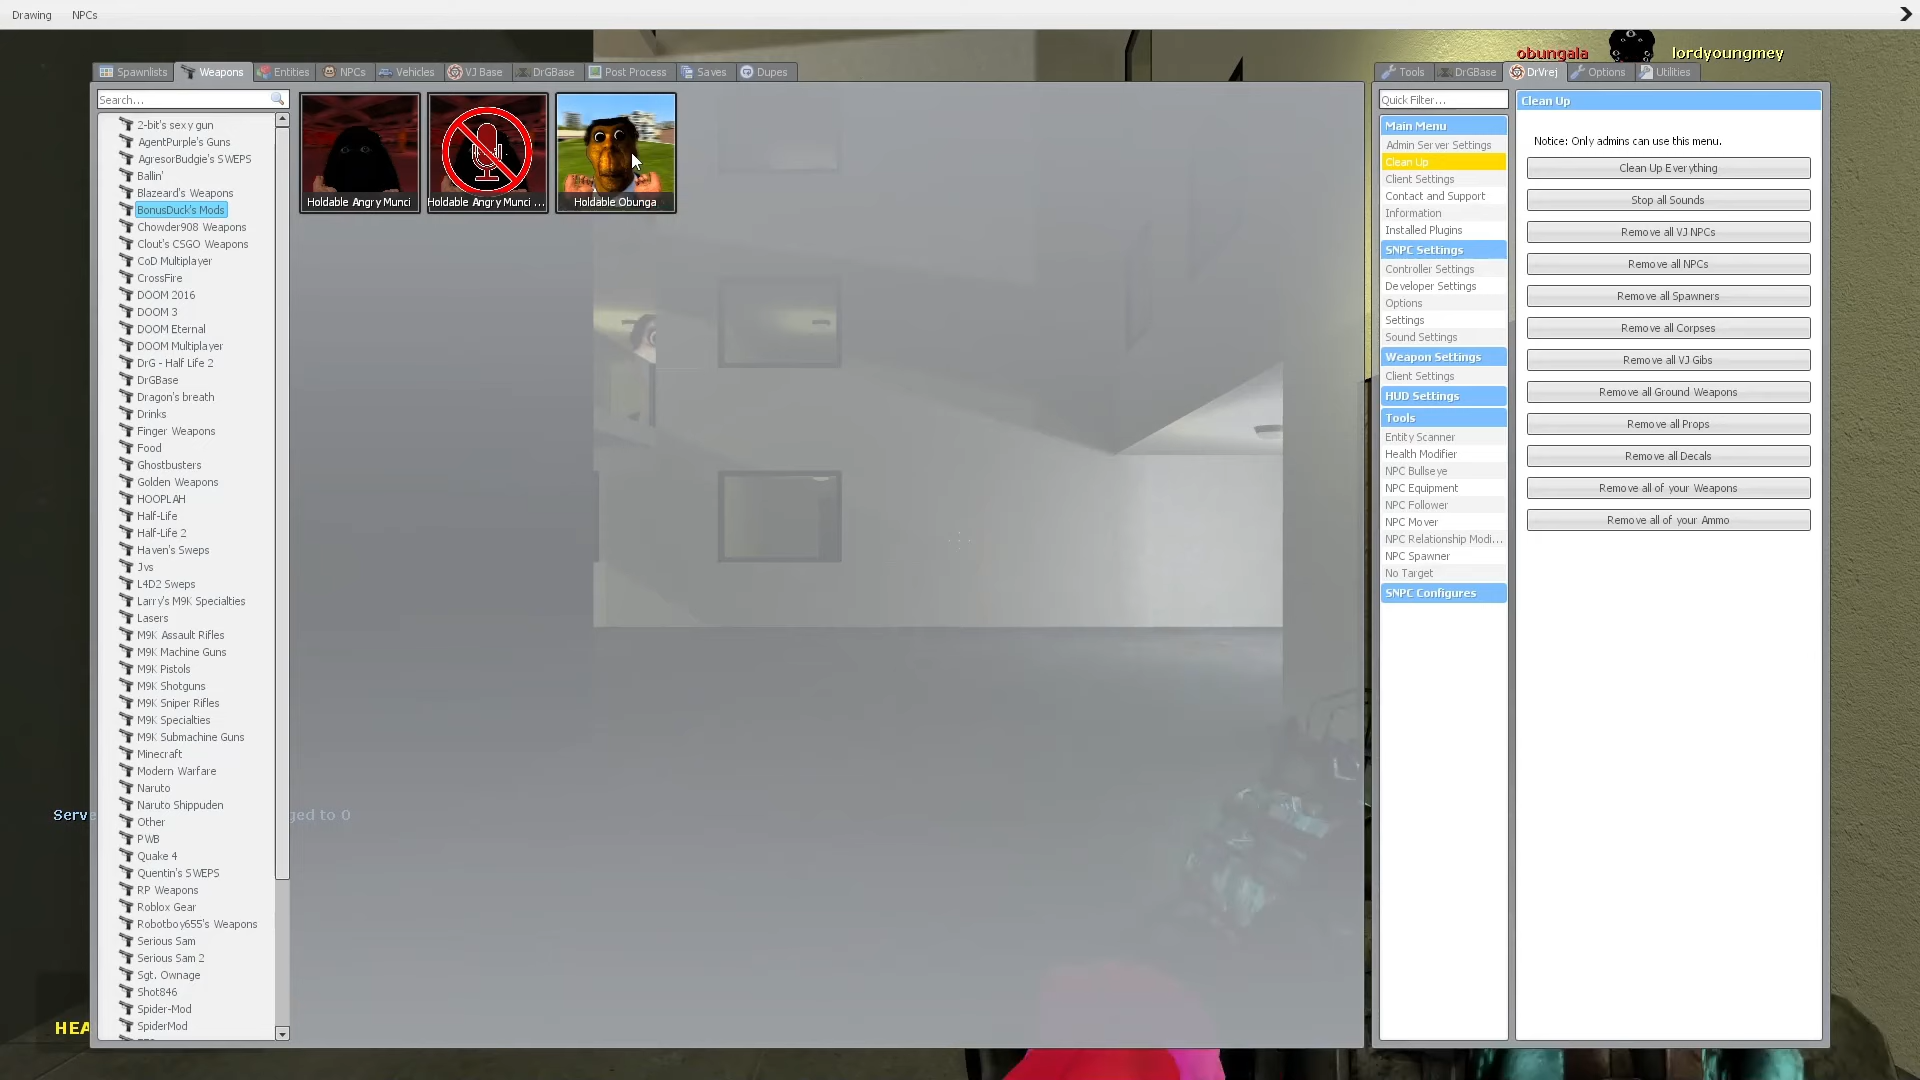 Drawing NPCs
obungala lordyoungmey
Spawnlists Weapons Entities NPCs Vehicles VJ Base DrGBase Post Process Saves Dupes
Search...
2-bit's sexy gun
AgentPurple's Guns
AgresorBudgie's SWEPS
Ballin'
Blazeard's Weapons
BonusDuck's Mods
Chowder908 Weapons
Clout's CSGO Weapons
CoD Multiplayer
CrossFire
DOOM 2016
DOOM 3
DOOM Eternal
DOOM Multiplayer
DrG - Half Life 2
DrGBase
Dragon's breath
Drinks
Finger Weapons
Food
Ghostbusters
Golden Weapons
HOOPLAH
Half-Life
Half-Life 2
Haven's Sweps
Jvs
L4D2 Sweps
Larry's M9K Specialties
Lasers
M9K Assault Rifles
M9K Machine Guns
M9K Pistols
M9K Shotguns
M9K Sniper Rifles
M9K Specialties
M9K Submachine Guns
Minecraft
Modern Warfare
Naruto
Naruto Shippuden
Other
PWB
Quake 4
Quentin's SWEPS
RP Weapons
Roblox Gear
Robotboy655's Weapons
Serious Sam
Serious Sam 2
Sgt. Ownage
Shot846
Spider-Mod
SpiderMod
Holdable Angry Munci
Holdable Angry Munci ...
Holdable Obunga
Serve
ged to 0
HEA
Tools DrGBase DrVrej Options Utilities
Quick Filter...
Main Menu
Admin Server Settings
Clean Up
Client Settings
Contact and Support
Information
Installed Plugins
SNPC Settings
Controller Settings
Developer Settings
Options
Settings
Sound Settings
Weapon Settings
Client Settings
HUD Settings
Tools
Entity Scanner
Health Modifier
NPC Bullseye
NPC Equipment
NPC Follower
NPC Mover
NPC Relationship Modi...
NPC Spawner
No Target
SNPC Configures
Clean Up
Notice: Only admins can use this menu.
Clean Up Everything
Stop all Sounds
Remove all VJ NPCs
Remove all NPCs
Remove all Spawners
Remove all Corpses
Remove all VJ Gibs
Remove all Ground Weapons
Remove all Props
Remove all Decals
Remove all of your Weapons
Remove all of your Ammo